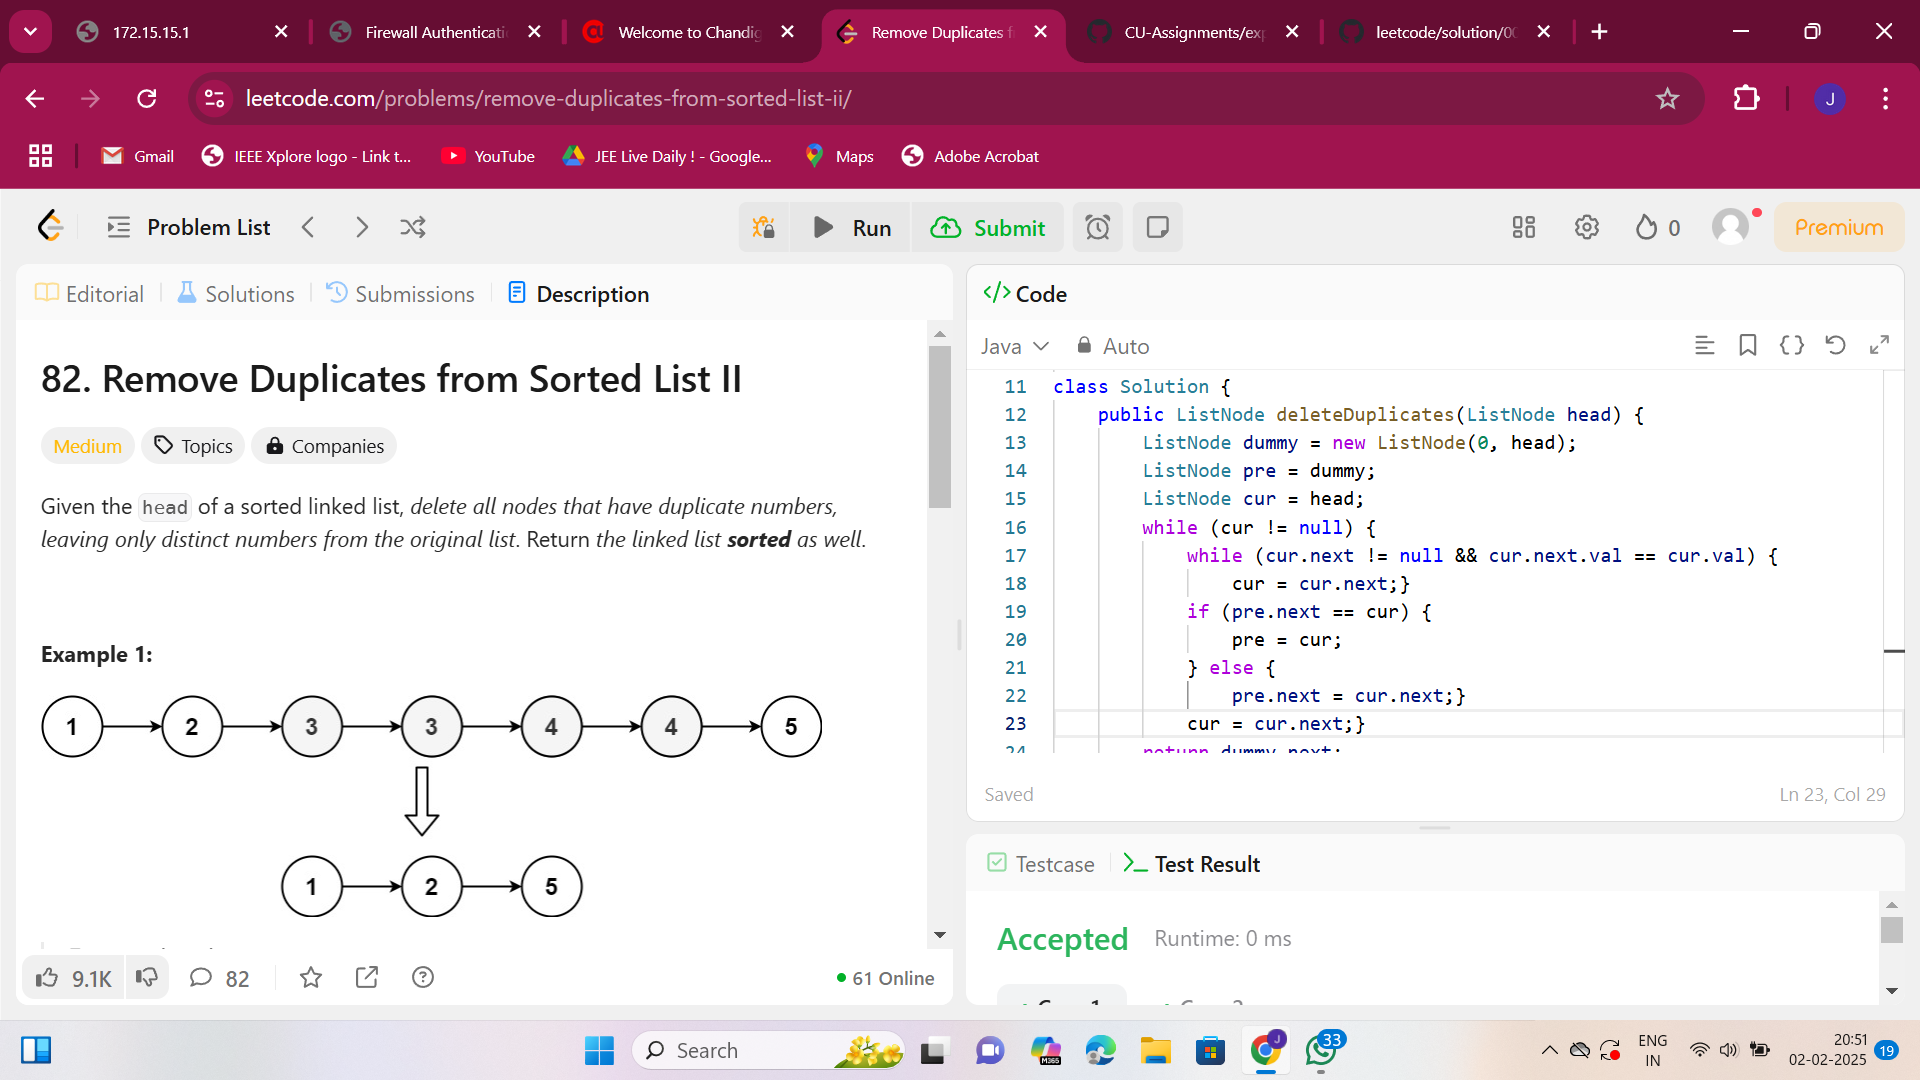 172.15.15.1
Firewall Authenticati
Welcome to Chandig
Remove Duplicates f
CU-Assignments/exp
leetcode/solution/00
leetcode.com/problems/remove-duplicates-from-sorted-list-ii/
J
Gmail
IEEE Xplore logo - Link t...
YouTube
JEE Live Daily ! - Google...
Maps
Adobe Acrobat
Problem List
Run
Submit
0
Premium
Editorial
Solutions
Submissions
Description
82. Remove Duplicates from Sorted List II
Medium
Topics
Companies
Given the head of a sorted linked list, delete all nodes that have duplicate numbers,
leaving only distinct numbers from the original list. Return the linked list sorted as well.
Example 1:
1 2 3 3 4 4 5
1 2 5
9.1K
82
61 Online
</> Code
Java
Auto
11 class Solution {
12 public ListNode deleteDuplicates(ListNode head) {
13 ListNode dummy = new ListNode(0, head);
14 ListNode pre = dummy;
15 ListNode cur = head;
16 while (cur != null) {
17 while (cur.next != null && cur.next.val == cur.val) {
18 cur = cur.next;}
19 if (pre.next == cur) {
20 pre = cur;
21 } else {
22 pre.next = cur.next;}
23 cur = cur.next;}
24 return dummy.next;
Saved
Ln 23, Col 29
Testcase
Test Result
Accepted
Runtime: 0 ms
Search
M365
J
33
ENG
IN
20:51
02-02-2025
19